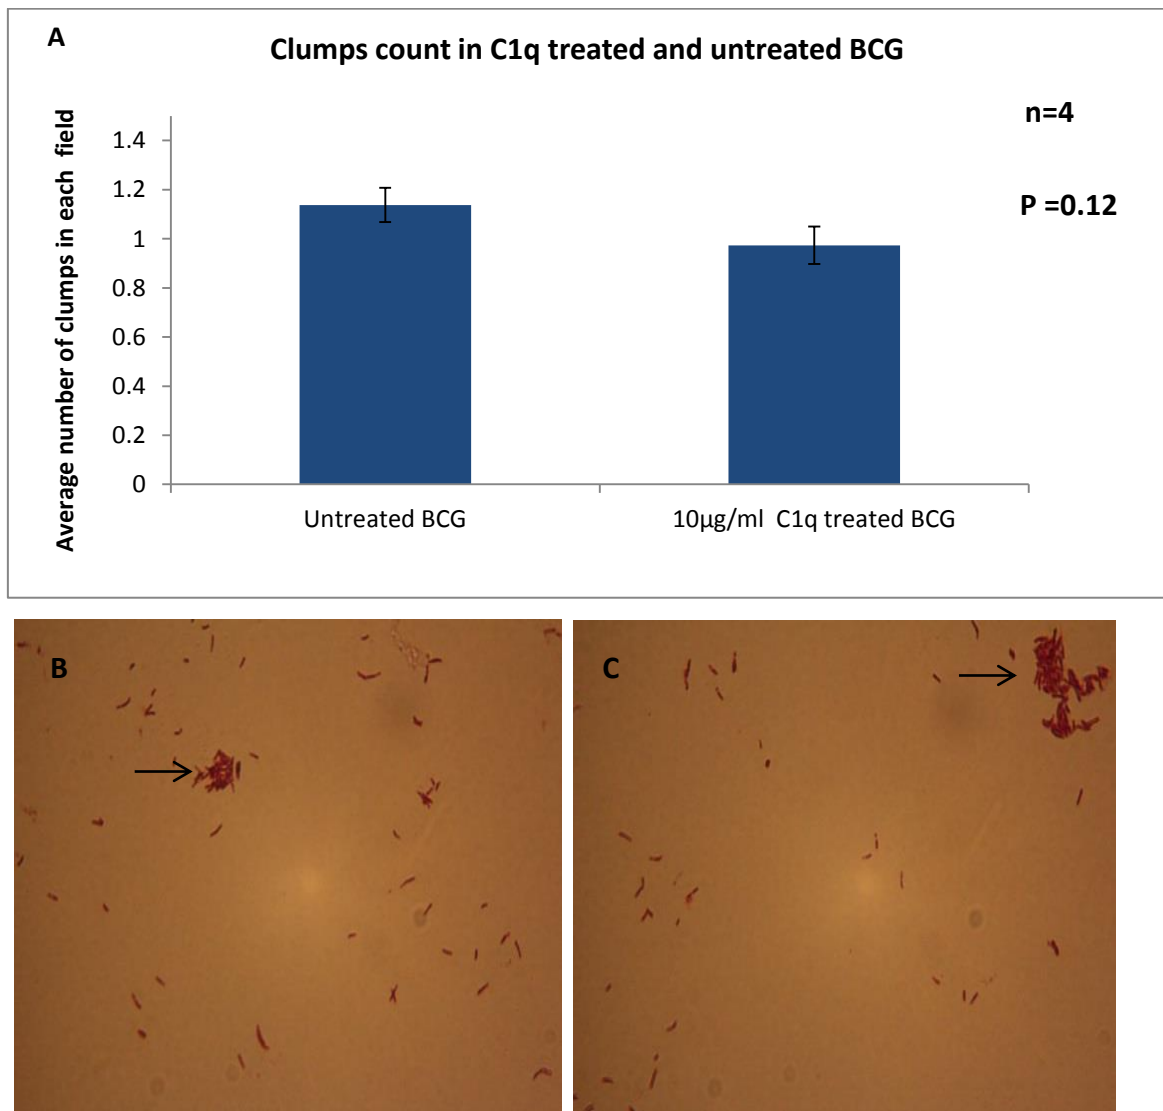 A
Clumps count in C1q treated and untreated BCG
n=4
P =0.12
Average number of clumps in each field
1.4
1.2
1
0.8
0.6
0.4
0.2
0
Untreated BCG
10µg/ml C1q treated BCG
B
C